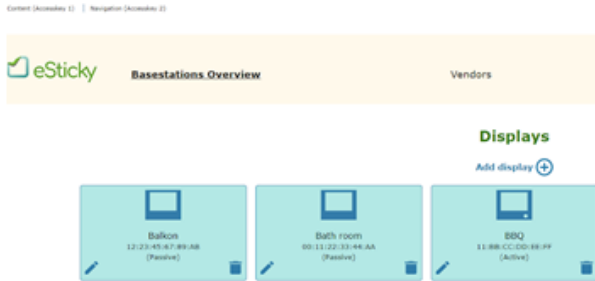 Content (Accesskey 1) | Navigation (Accesskey 2)
eSticky
Basestations Overview
Vendors
Displays
Add display
Balkon
12:23:45:67:89:AB
(Passive)
Bath room
00:11:22:33:44:AA
(Passive)
BBQ
11:BB:CC:DD:EE:FF
(Active)